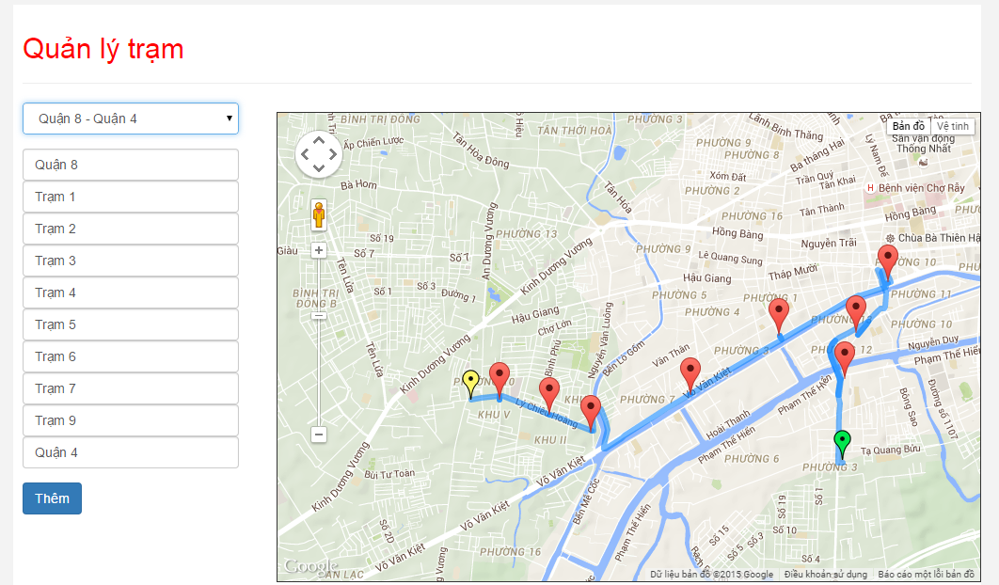 Quản lý trạm
Quận 8 - Quận 4
Quận 8
Trạm 1
Trạm 2
Trạm 3
Trạm 4
Trạm 5
Trạm 6
Trạm 7
Trạm 9
Quận 4
Thêm
Bản đồ
Vệ tinh
BÌNH TRỊ ĐÔNG
Ấp Chiến Lược
Tân Hòa Đông
TÂN THỚI HOÀ
PHƯỜNG 3
Lãnh Binh Thăng
PHƯỜNG 9
PHƯỜNG 8
Ba tháng Hai
Lý Nam Đế
Sân vận động
Thống Nhất
Bà Hom
Tân Hòa
Xóm Đất
PHƯỜNG 2
Trần Quý
Tân Khai
H Bệnh viện Chợ Rẫy
PHƯỜNG 16
Tân Thành
Hồng Bàng
Số 19
Số 7
Giàu
Tên Lửa
An Dương Vương
PHƯỜNG 13
Số 7
Kinh Dương Vương
Hồng Bàng
Nguyễn Trãi
Chùa Bà Thiên Hậ
PHƯỜNG 9
Lê Quang Sung
Tháp Mười
Hậu Giang
BÌNH TRỊ
ĐÔNG B
Số 1
Số 3
Đường 1
PHƯỜNG 5
PHƯỜNG 1
PHƯỜNG 4
PHƯỜNG 11
Hậu Giang
Chợ Lớn
Nguyễn Văn Luông
Bến Lò Gốm
Văn Thân
PHƯỜNG 3
PHƯỜNG 10
Nguyễn Duy
Phạm Thế Hiển
Tên Lửa
Kinh Dương Vương
Bình Phú
Võ Văn Kiệt
PHƯỜNG 7
Phạm Thế Hiển
Bông Sao
Đường số 1107
KHU V
Lý Chiêu Hoàng
KHU II
Hoài Thanh
Phạm Thế Hiển
PHƯỜNG 6
Tạ Quang Bửu
PHƯỜNG 3
Kinh Dương Vương
Bùi Tư Toàn
Võ Văn Kiệt
Bến Mễ Cốc
Võ Văn Kiệt
Phạm Thế Hiển
Số 19
Số 1
Số 2D
Số 15
Số 5
Số 3
Số 10
Số 4
PHƯỜNG 16
Võ Văn Kiệt
Google
Dữ liệu bản đồ ©2015 Google
Điều khoản sử dụng
Báo cáo một lỗi bản đồ